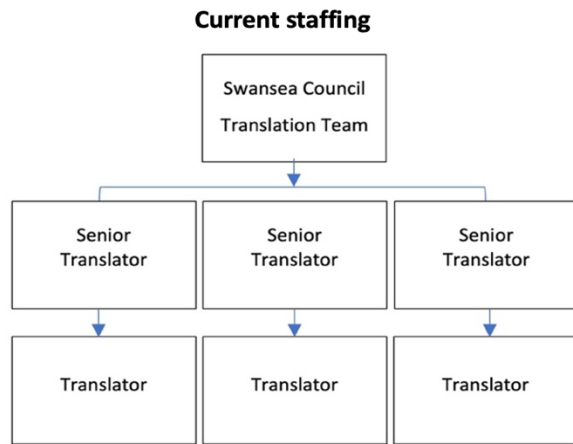 Current staffing
Swansea Council
Translation Team
Senior
Translator
Senior
Translator
Senior
Translator
Translator
Translator
Translator